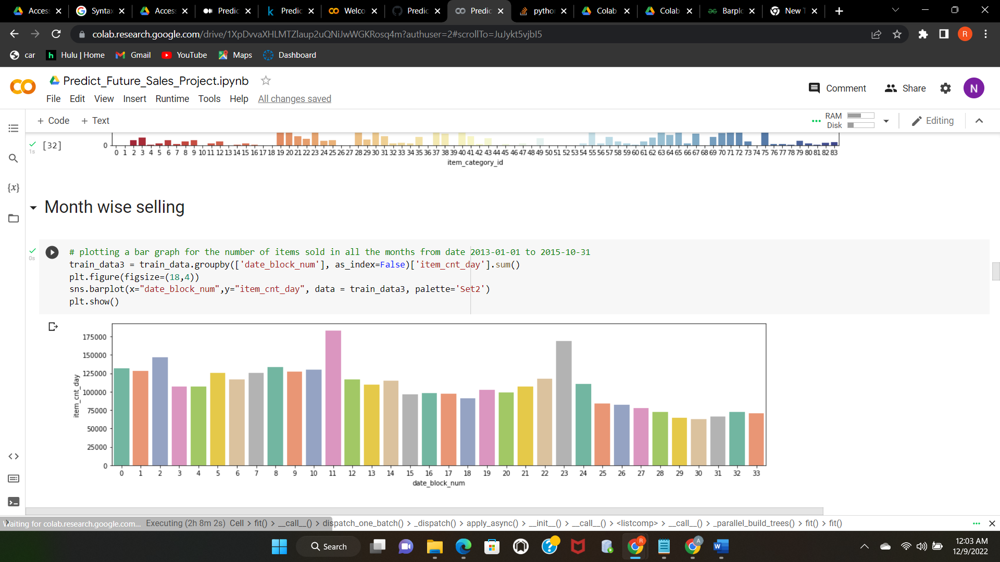 Access
Syntax
Access
Predic
Predic
Welco
Predic
Predic
pytho
Colab
Colab
Barplo
New T
colab.research.google.com/drive/1XpDvvaXHLMTZlaup2uQNiJwWGKRosq4m?authuser=2#scrollTo=JuJykt5vjbI5
R
car
h Hulu | Home
Gmail
YouTube
Maps
Dashboard
Predict_Future_Sales_Project.ipynb
Comment
Share
N
File Edit View Insert Runtime Tools Help All changes saved
+ Code + Text
RAM
Disk
Editing
[32]
1s
0
0 1 2 3 4 5 6 7 8 9 10 11 12 13 14 15 16 17 18 19 20 21 22 23 24 25 26 27 28 29 30 31 32 33 34 35 36 37 38 39 40 41 42 43 44 45 46 47 48 49 50 51 52 53 54 55 56 57 58 59 60 61 62 63 64 65 66 67 68 69 70 71 72 73 74 75 76 77 78 79 80 81 82 83
item_category_id
{x}
Month wise selling
0s
# plotting a bar graph for the number of items sold in all the months from date 2013-01-01 to 2015-10-31
train_data3 = train_data.groupby(['date_block_num'], as_index=False)['item_cnt_day'].sum()
plt.figure(figsize=(18,4))
sns.barplot(x="date_block_num",y="item_cnt_day", data = train_data3, palette='Set2')
plt.show()
175000
150000
125000
100000
75000
50000
25000
0
item_cnt_day
0 1 2 3 4 5 6 7 8 9 10 11 12 13 14 15 16 17 18 19 20 21 22 23 24 25 26 27 28 29 30 31 32 33
date_block_num
Waiting for colab.research.google.com... Executing (2h 8m 2s) Cell > fit() > __call__() > dispatch_one_batch() > _dispatch() > apply_async() > __init__() > __call__() > <listcomp> > __call__() > _parallel_build_trees() > fit() > fit()
Search
R
A
W
12:03 AM
12/9/2022